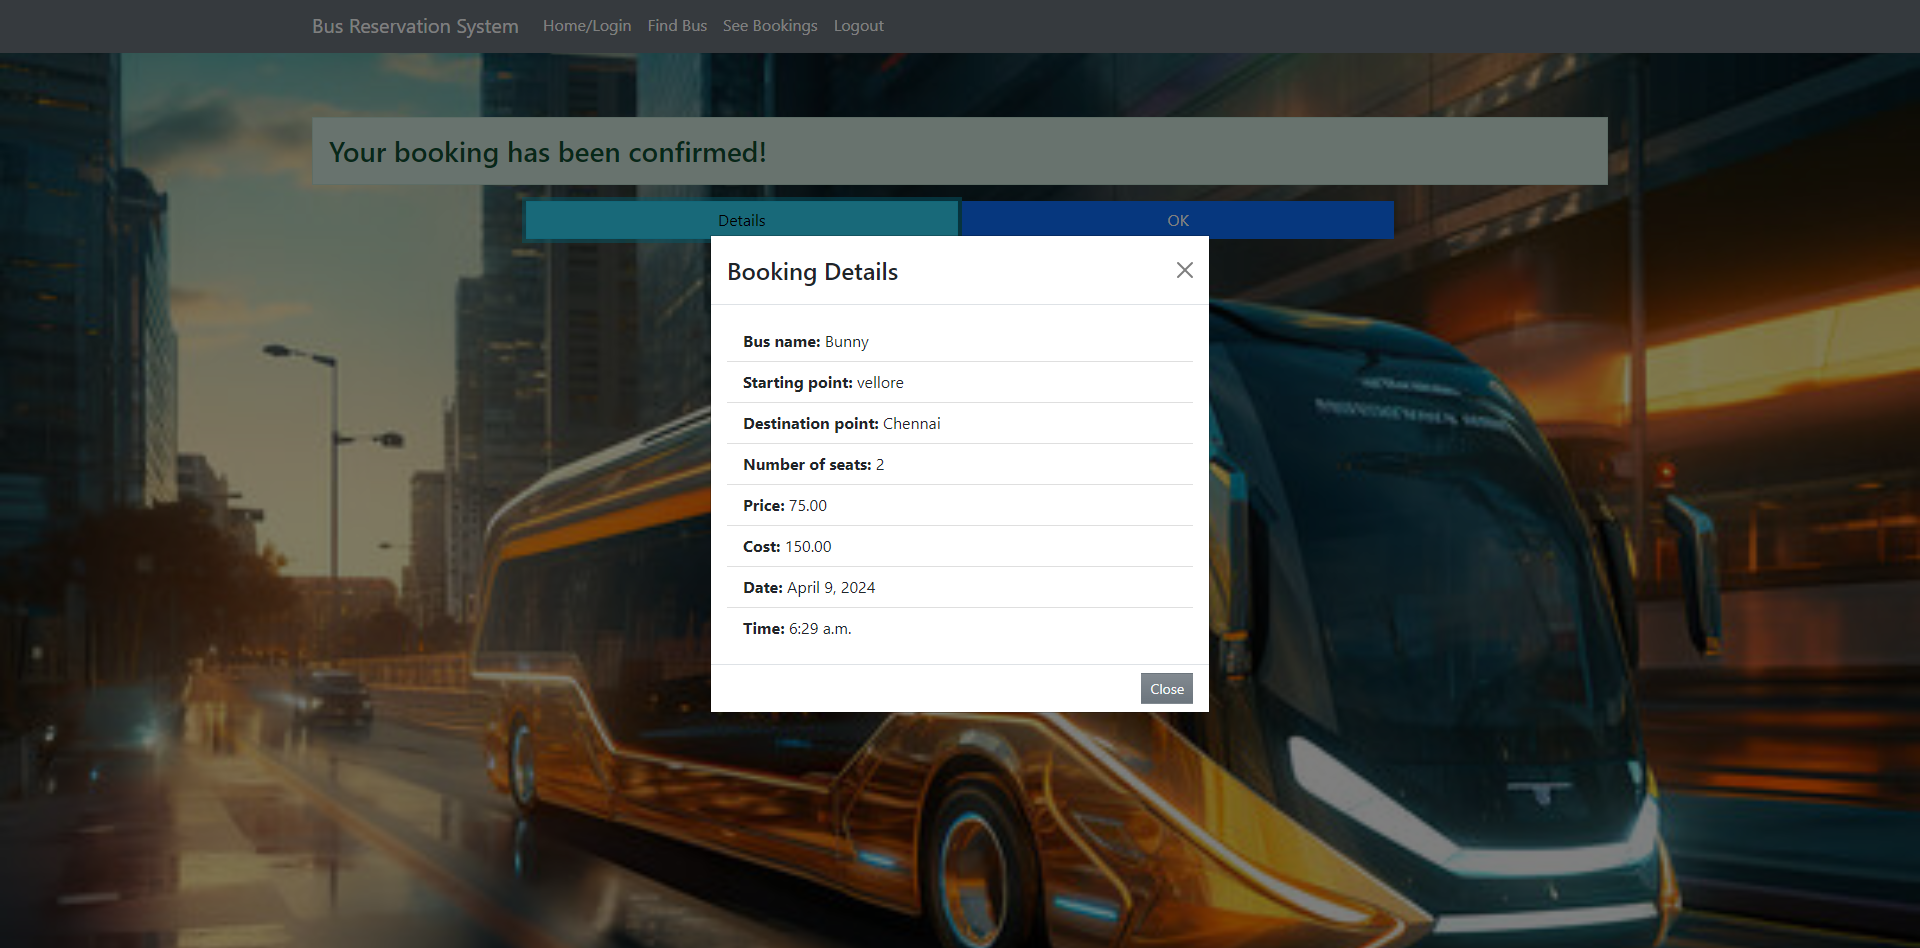 Bus Reservation System Home/Login Find Bus See Bookings Logout
Your booking has been confirmed!
Details OK
Booking Details
Bus name: Bunny
Starting point: vellore
Destination point: Chennai
Number of seats: 2
Price: 75.00
Cost: 150.00
Date: April 9, 2024
Time: 6:29 a.m.
Close